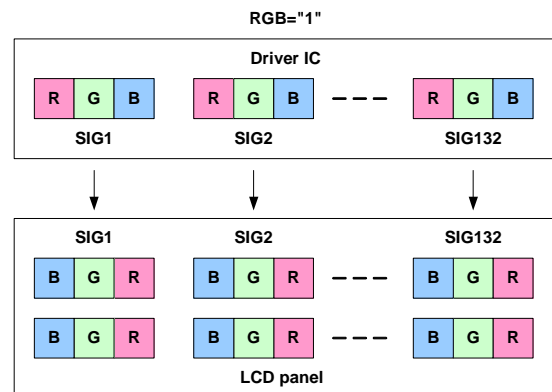 RGB="1"
Driver IC
R G B R G B R G B
SIG1 SIG2 SIG132
SIG1 SIG2 SIG132
B G R B G R B G R
B G R B G R B G R
LCD panel